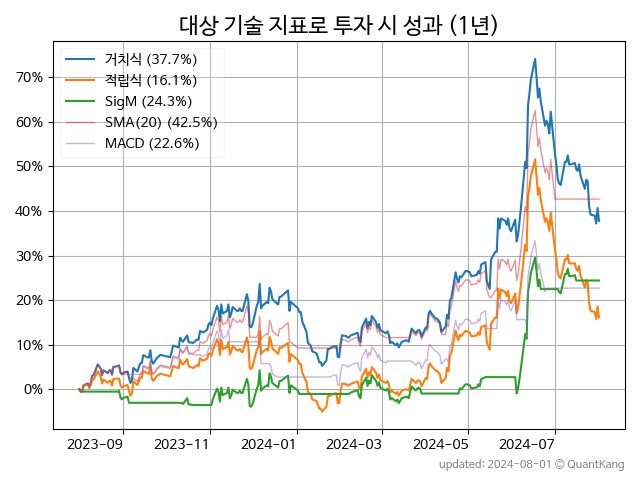 대상 기술 지표로 투자 시 성과 (1년)
거치식 (37.7%)
적립식 (16.1%)
SigM (24.3%)
SMA(20) (42.5%)
MACD (22.6%)
70%
60%
50%
40%
30%
20%
10%
0%
2023-09 2023-11 2024-01 2024-03 2024-05 2024-07
updated: 2024-08-01 © QuantKang